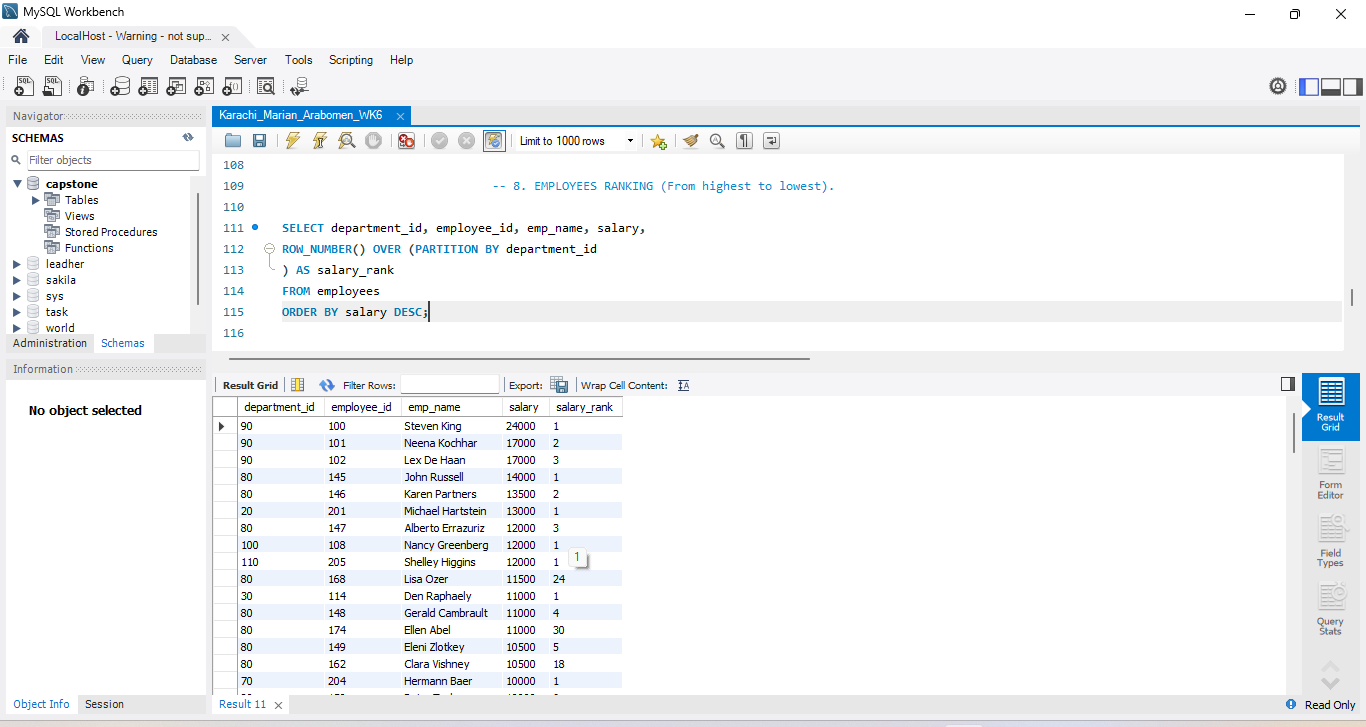 MySQL Workbench
LocalHost - Warning - not sup...
File Edit View Query Database Server Tools Scripting Help
Navigator
SCHEMAS
Filter objects
capstone
Tables
Views
Stored Procedures
Functions
leadher
sakila
sys
task
world
Administration Schemas
Information
No object selected
Object Info Session
Karachi_Marian_Arabomen_WK6
Limit to 1000 rows
108
109 -- 8. EMPLOYEES RANKING (From highest to lowest).
110
111 SELECT department_id, employee_id, emp_name, salary,
112 ROW_NUMBER() OVER (PARTITION BY department_id
113 ) AS salary_rank
114 FROM employees
115 ORDER BY salary DESC;
116
Result Grid Filter Rows: Export: Wrap Cell Content:
department_id employee_id emp_name salary salary_rank
90 100 Steven King 24000 1
90 101 Neena Kochhar 17000 2
90 102 Lex De Haan 17000 3
80 145 John Russell 14000 1
80 146 Karen Partners 13500 2
20 201 Michael Hartstein 13000 1
80 147 Alberto Errazuriz 12000 3
100 108 Nancy Greenberg 12000 1
110 205 Shelley Higgins 12000 1
1
80 168 Lisa Ozer 11500 24
30 114 Den Raphaely 11000 1
80 148 Gerald Cambrault 11000 4
80 174 Ellen Abel 11000 30
80 149 Eleni Zlotkey 10500 5
80 162 Clara Vishney 10500 18
70 204 Hermann Baer 10000 1
Result 11
Result
Grid
Form
Editor
Field
Types
Query
Stats
Read Only